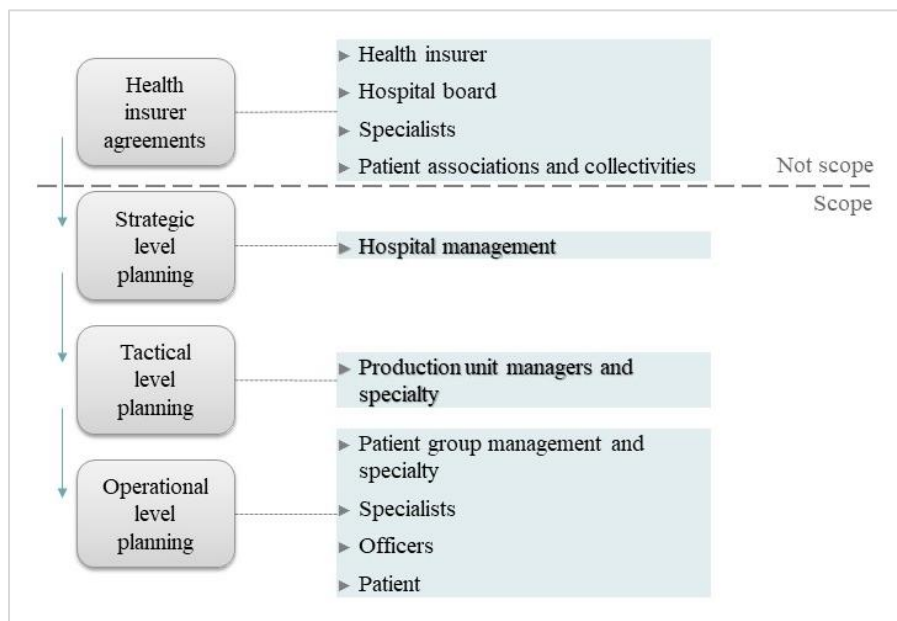 Health
insurer
agreements
Health insurer
Hospital board
Specialists
Patient associations and collectivities
Not scope
Scope
Strategic
level
planning
Hospital management
Tactical
level
planning
Production unit managers and
specialty
Operational
level
planning
Patient group management and
specialty
Specialists
Officers
Patient